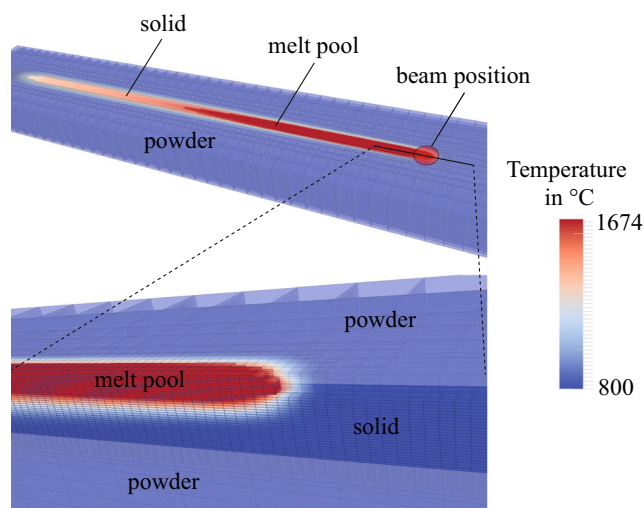 solid
melt pool
beam position
powder
Temperature
in °C
1674
800
powder
melt pool
solid
powder